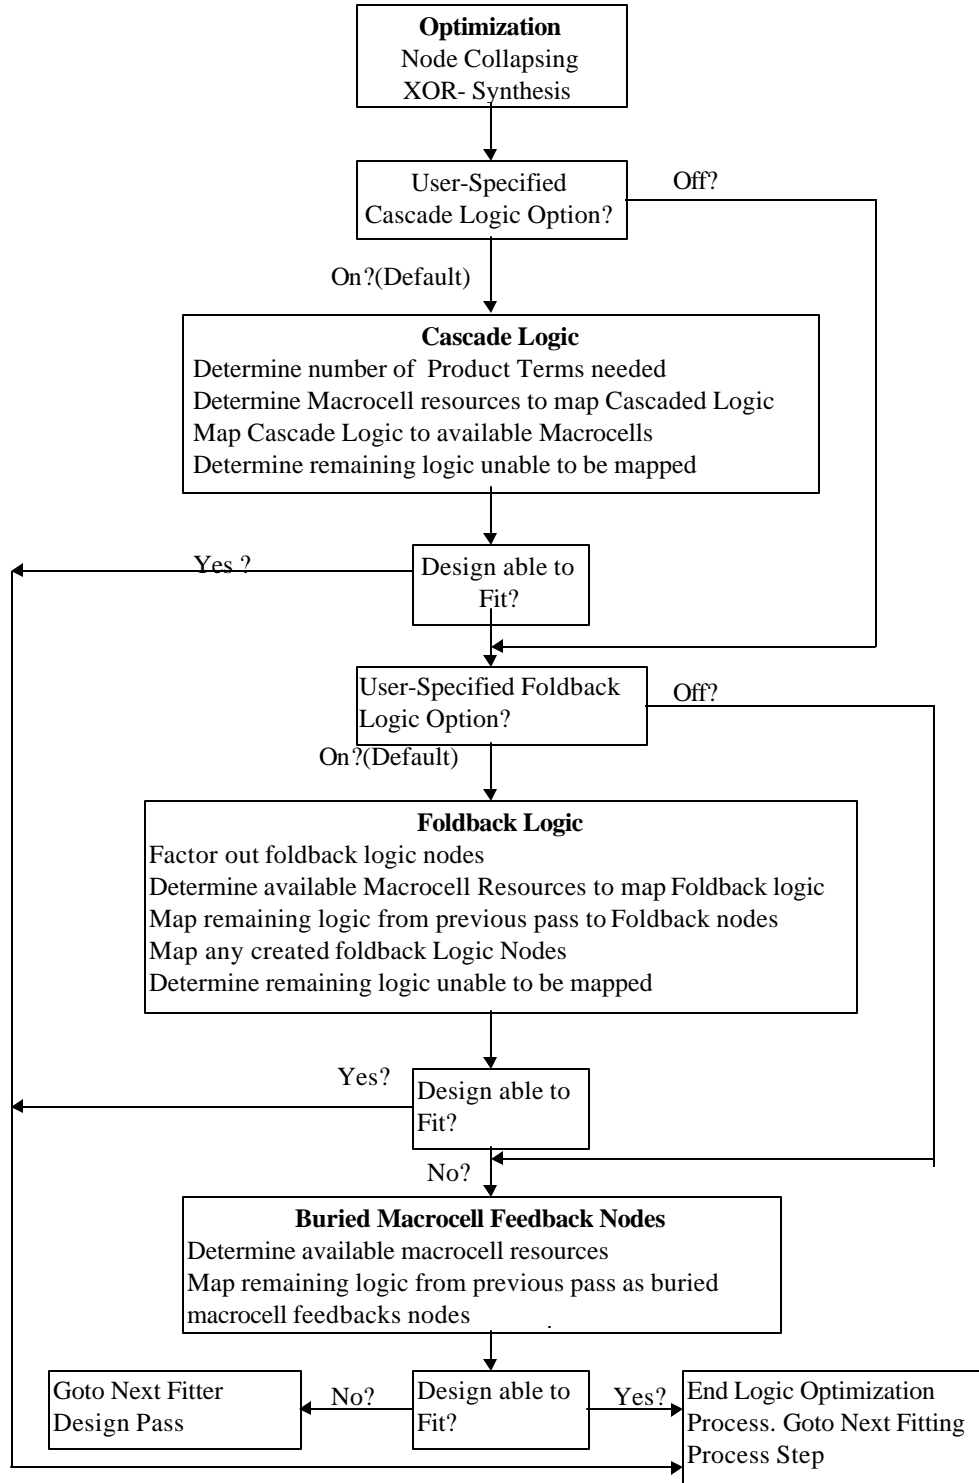 Optimization
Node Collapsing
XOR- Synthesis
User-Specified
Cascade Logic Option?
Off?
On?(Default)
Cascade Logic
Determine number of Product Terms needed
Determine Macrocell resources to map Cascaded Logic
Map Cascade Logic to available Macrocells
Determine remaining logic unable to be mapped
Yes ?
Design able to
Fit?
User-Specified Foldback
Logic Option?
Off?
On?(Default)
Foldback Logic
Factor out foldback logic nodes
Determine available Macrocell Resources to map Foldback logic
Map remaining logic from previous pass to Foldback nodes
Map any created foldback Logic Nodes
Determine remaining logic unable to be mapped
Yes?
Design able to
Fit?
No?
Buried Macrocell Feedback Nodes
Determine available macrocell resources
Map remaining logic from previous pass as buried
macrocell feedbacks nodes .
Goto Next Fitter
Design Pass
No?
Design able to
Fit?
Yes?
End Logic Optimization
Process. Goto Next Fitting
Process Step